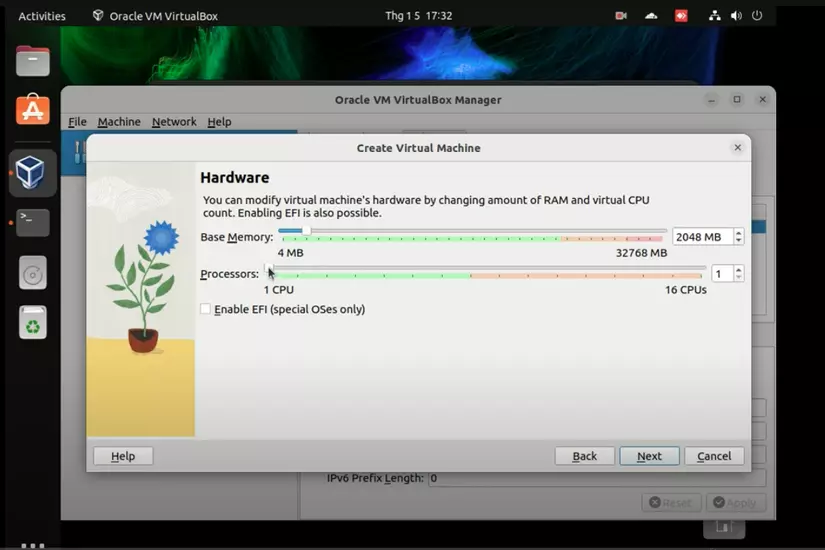 Activities
Oracle VM VirtualBox
Thg 1 5 17:32
Oracle VM VirtualBox Manager
File Machine Network Help
Create Virtual Machine
Hardware
You can modify virtual machine's hardware by changing amount of RAM and virtual CPU
count. Enabling EFI is also possible.
Base Memory:
2048 MB
4 MB
32768 MB
Processors:
1
1 CPU
16 CPUs
Enable EFI (special OSes only)
Help
Back
Next
Cancel
IPv6 Prefix Length: 0
Reset
Apply